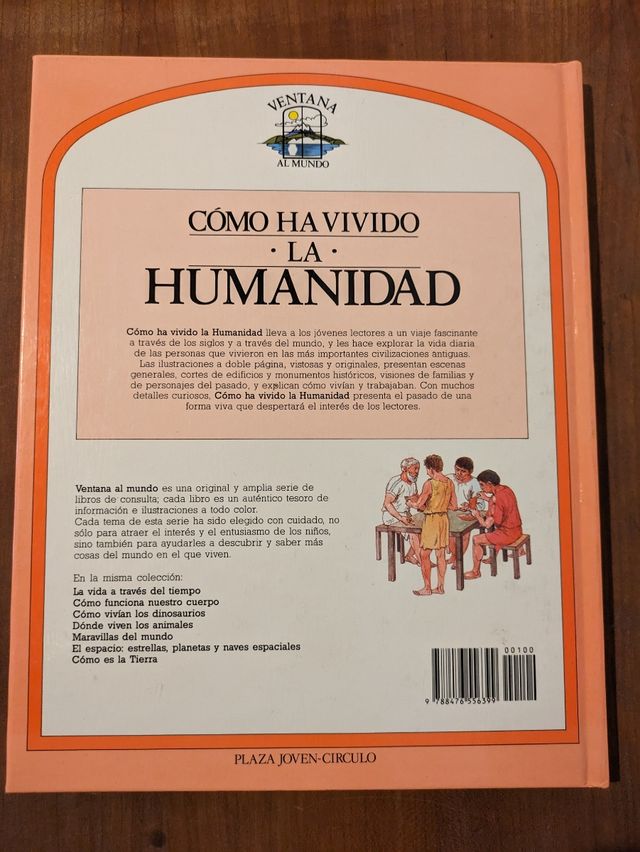 VENTANA
AL MUNDO
CÓMO HA VIVIDO
· LA ·
HUMANIDAD
Cómo ha vivido la Humanidad lleva a los jóvenes lectores a un viaje fascinante
a través de los siglos y a través del mundo, y les hace explorar la vida diaria
de las personas que vivieron en las más importantes civilizaciones antiguas.
Las ilustraciones a doble página, vistosas y originales, presentan escenas
generales, cortes de edificios y monumentos históricos, visiones de familias y
de personajes del pasado, y explican cómo vivían y trabajaban. Con muchos
detalles curiosos, Cómo ha vivido la Humanidad presenta el pasado de una
forma viva que despertará el interés de los lectores.
Ventana al mundo es una original y amplia serie de
libros de consulta; cada libro es un auténtico tesoro de
información e ilustraciones a todo color.
Cada tema de esta serie ha sido elegido con cuidado, no
sólo para atraer el interés y el entusiasmo de los niños,
sino también para ayudarles a descubrir y saber más
cosas del mundo en el que viven.
En la misma colección:
La vida a través del tiempo
Cómo funciona nuestro cuerpo
Cómo vivían los dinosaurios
Dónde viven los animales
Maravillas del mundo
El espacio: estrellas, planetas y naves espaciales
Cómo es la Tierra
00100
9 788476 556399
PLAZA JOVEN-CIRCULO